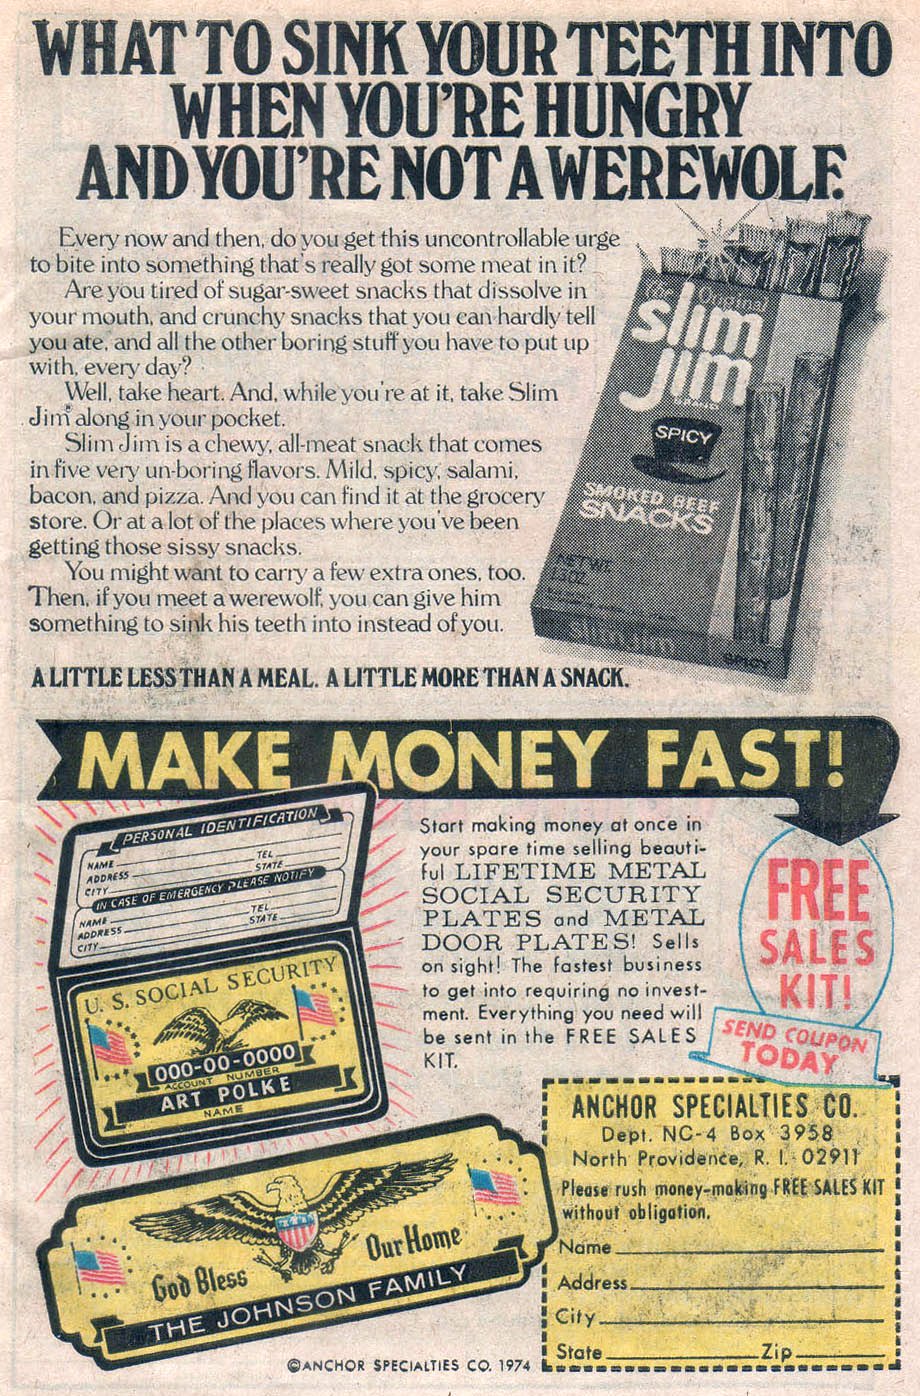 WHAT TO SINK YOUR TEETH INTO
WHEN YOU'RE HUNGRY
AND YOU'RE NOT A WEREWOLF.
Every now and then, do you get this uncontrollable urge
to bite into something that's really got some meat in it?
Are you tired of sugar-sweet snacks that dissolve in
your mouth, and crunchy snacks that you can hardly tell
you ate, and all the other boring stuff you have to put up
with, every day?
Well, take heart. And, while you're at it, take Slim
Jim® along in your pocket.
Slim Jim is a chewy, all-meat snack that comes
in five very un-boring flavors. Mild, spicy, salami,
bacon, and pizza. And you can find it at the grocery
store. Or at a lot of the places where you've been
getting those sissy snacks.
You might want to carry a few extra ones, too.
Then, if you meet a werewolf, you can give him
something to sink his teeth into instead of you.
The Original
slim
jim
SPICY
SMOKED BEEF
SNACKS
NET WT.
slim jim
SPICY
A LITTLE LESS THAN A MEAL. A LITTLE MORE THAN A SNACK.
MAKE MONEY FAST!
PERSONAL IDENTIFICATION
NAME
ADDRESS TEL.
CITY STATE
IN CASE OF EMERGENCY PLEASE NOTIFY
NAME
ADDRESS TEL.
CITY STATE
U. S. SOCIAL SECURITY
000-00-0000
ACCOUNT NUMBER
ART POLKE
NAME
Start making money at once in
your spare time selling beauti-
ful LIFETIME METAL
SOCIAL SECURITY
PLATES and METAL
DOOR PLATES! Sells
on sight! The fastest business
to get into requiring no invest-
ment. Everything you need will
be sent in the FREE SALES
KIT.
FREE
SALES
KIT!
SEND COUPON
TODAY
God Bless Our Home
THE JOHNSON FAMILY
©ANCHOR SPECIALTIES CO. 1974
ANCHOR SPECIALTIES CO.
Dept. NC-4 Box 3958
North Providence, R. I. 02911
Please rush money-making FREE SALES KIT
without obligation.
Name
Address
City
State Zip